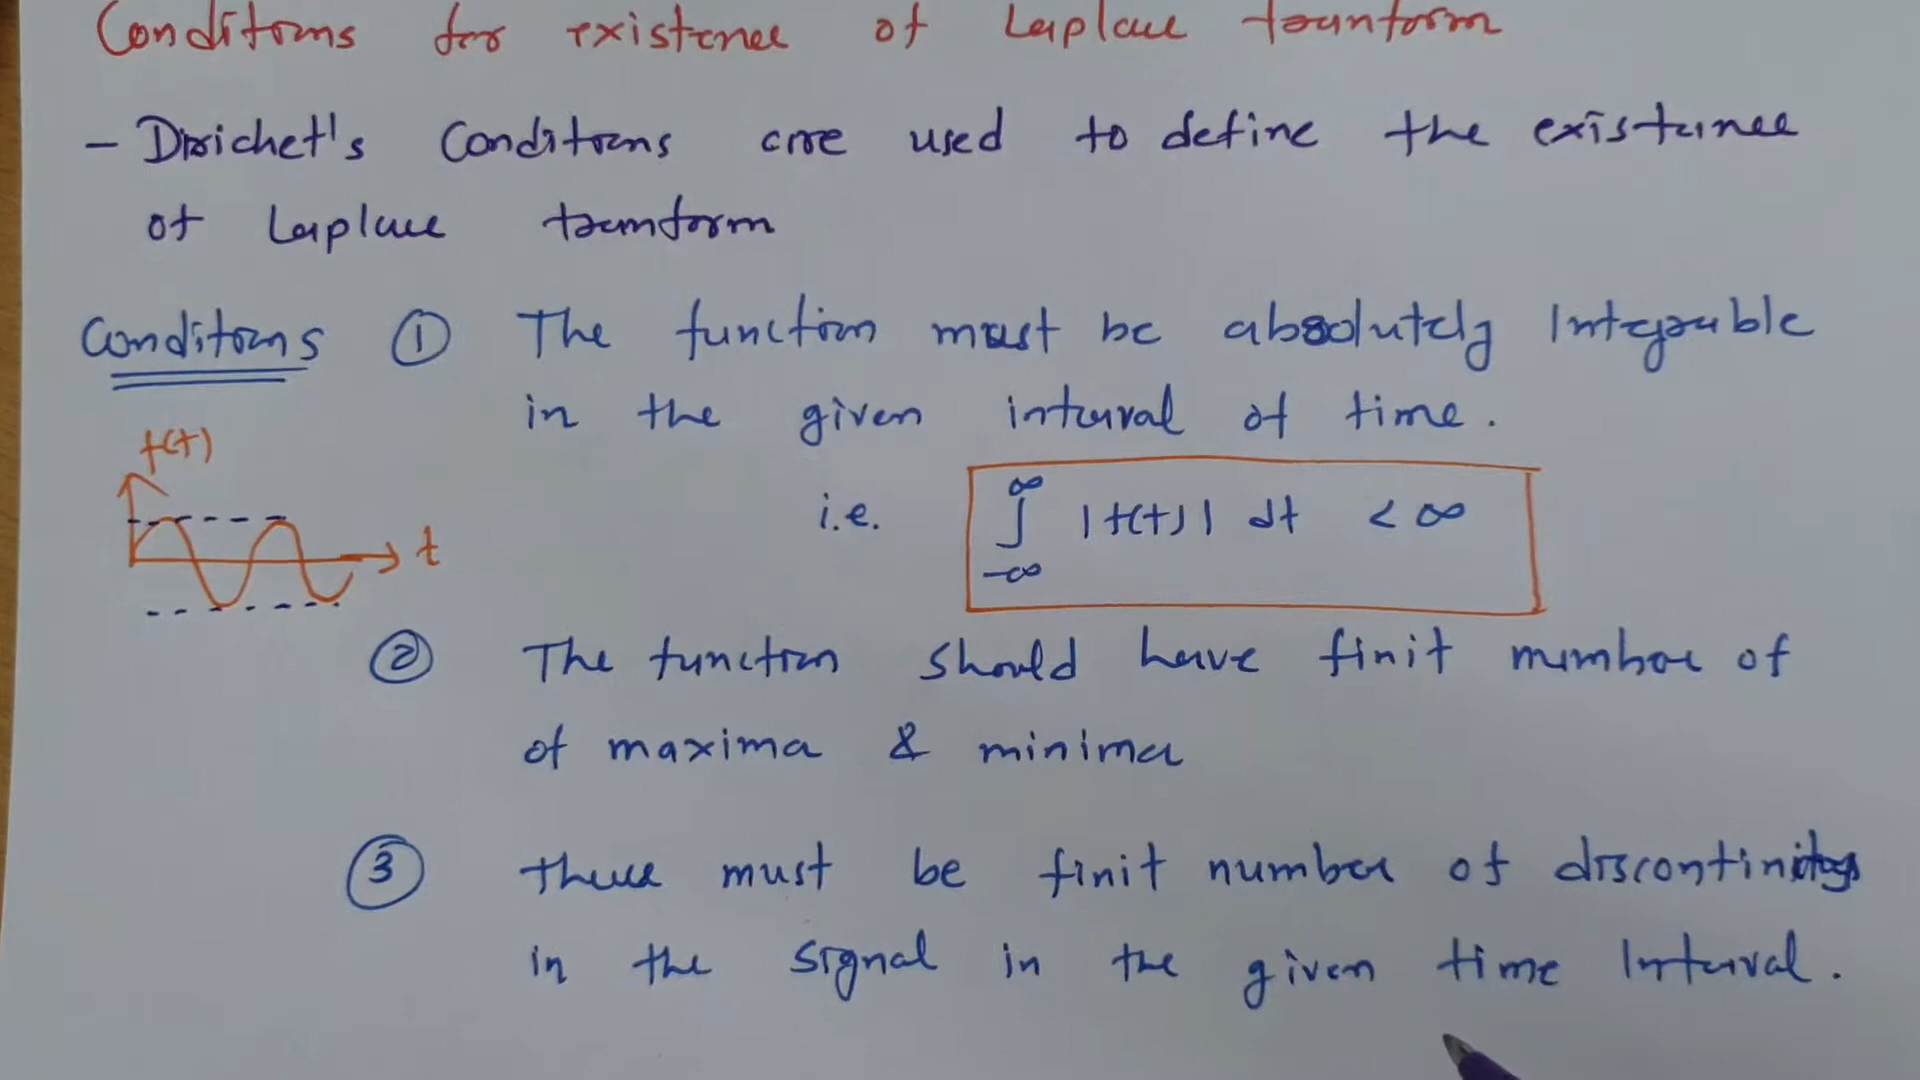 Conditions for existence of Laplace transform
- Dirichet's Conditions are used to define the existance
of Laplace transform
Conditions ① The function must be absolutely Integrable
in the given interval of time.
f(t)
t
i.e. ∫_{-∞}^{∞} |f(t)| dt < ∞
② The function should have finit number of
of maxima & minima
③ there must be finit number of discontinitys
in the signal in the given time Interval.